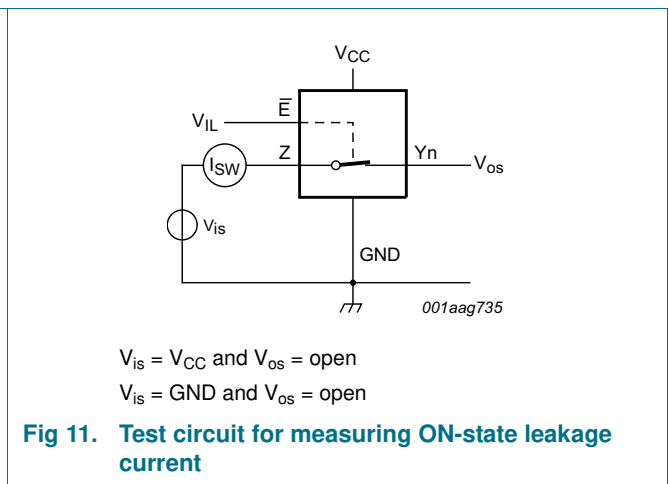 VCC
E̅
VIL
ISW
Z
Yn
Vos
Vis
GND
001aag735
Vis = VCC and Vos = open
Vis = GND and Vos = open
Fig 11. Test circuit for measuring ON-state leakage
current